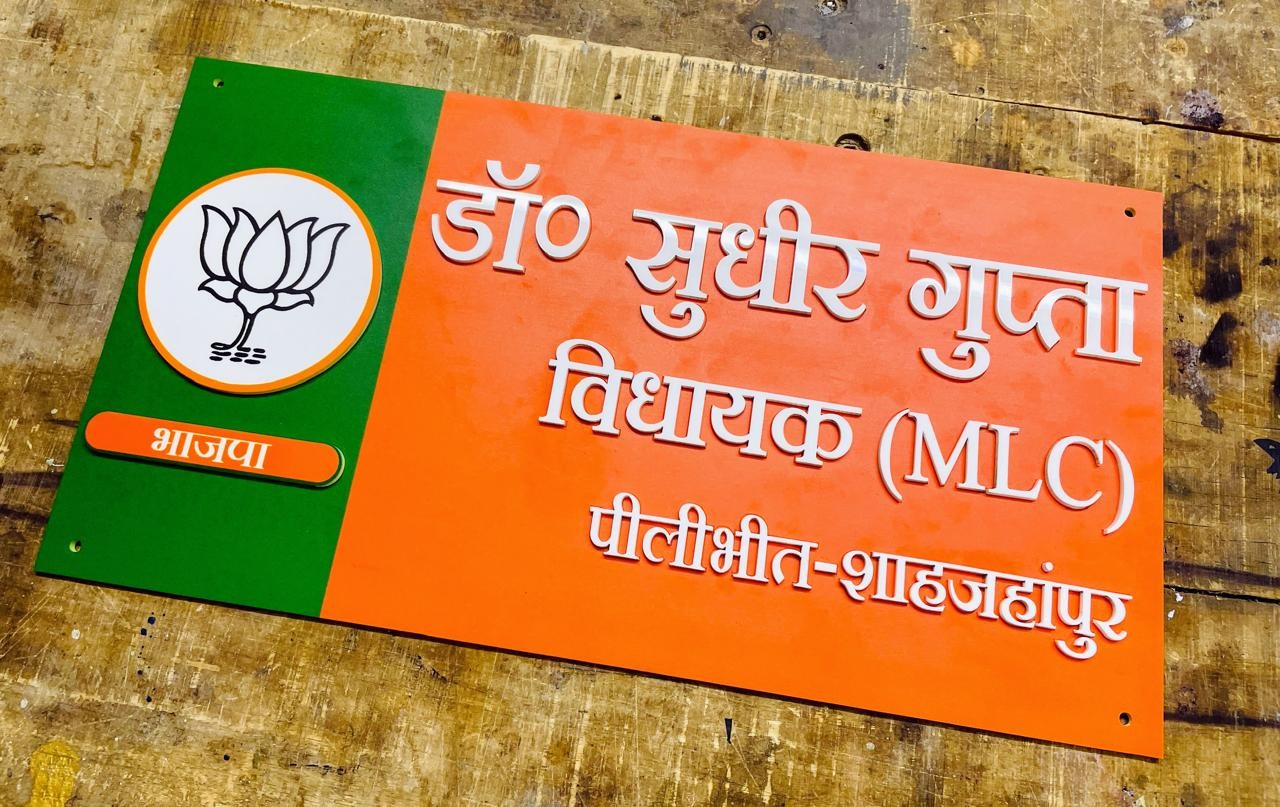 भाजपा
डॉ० सुधीर गुप्ता
विधायक (MLC)
पीलीभीत-शाहजहांपुर